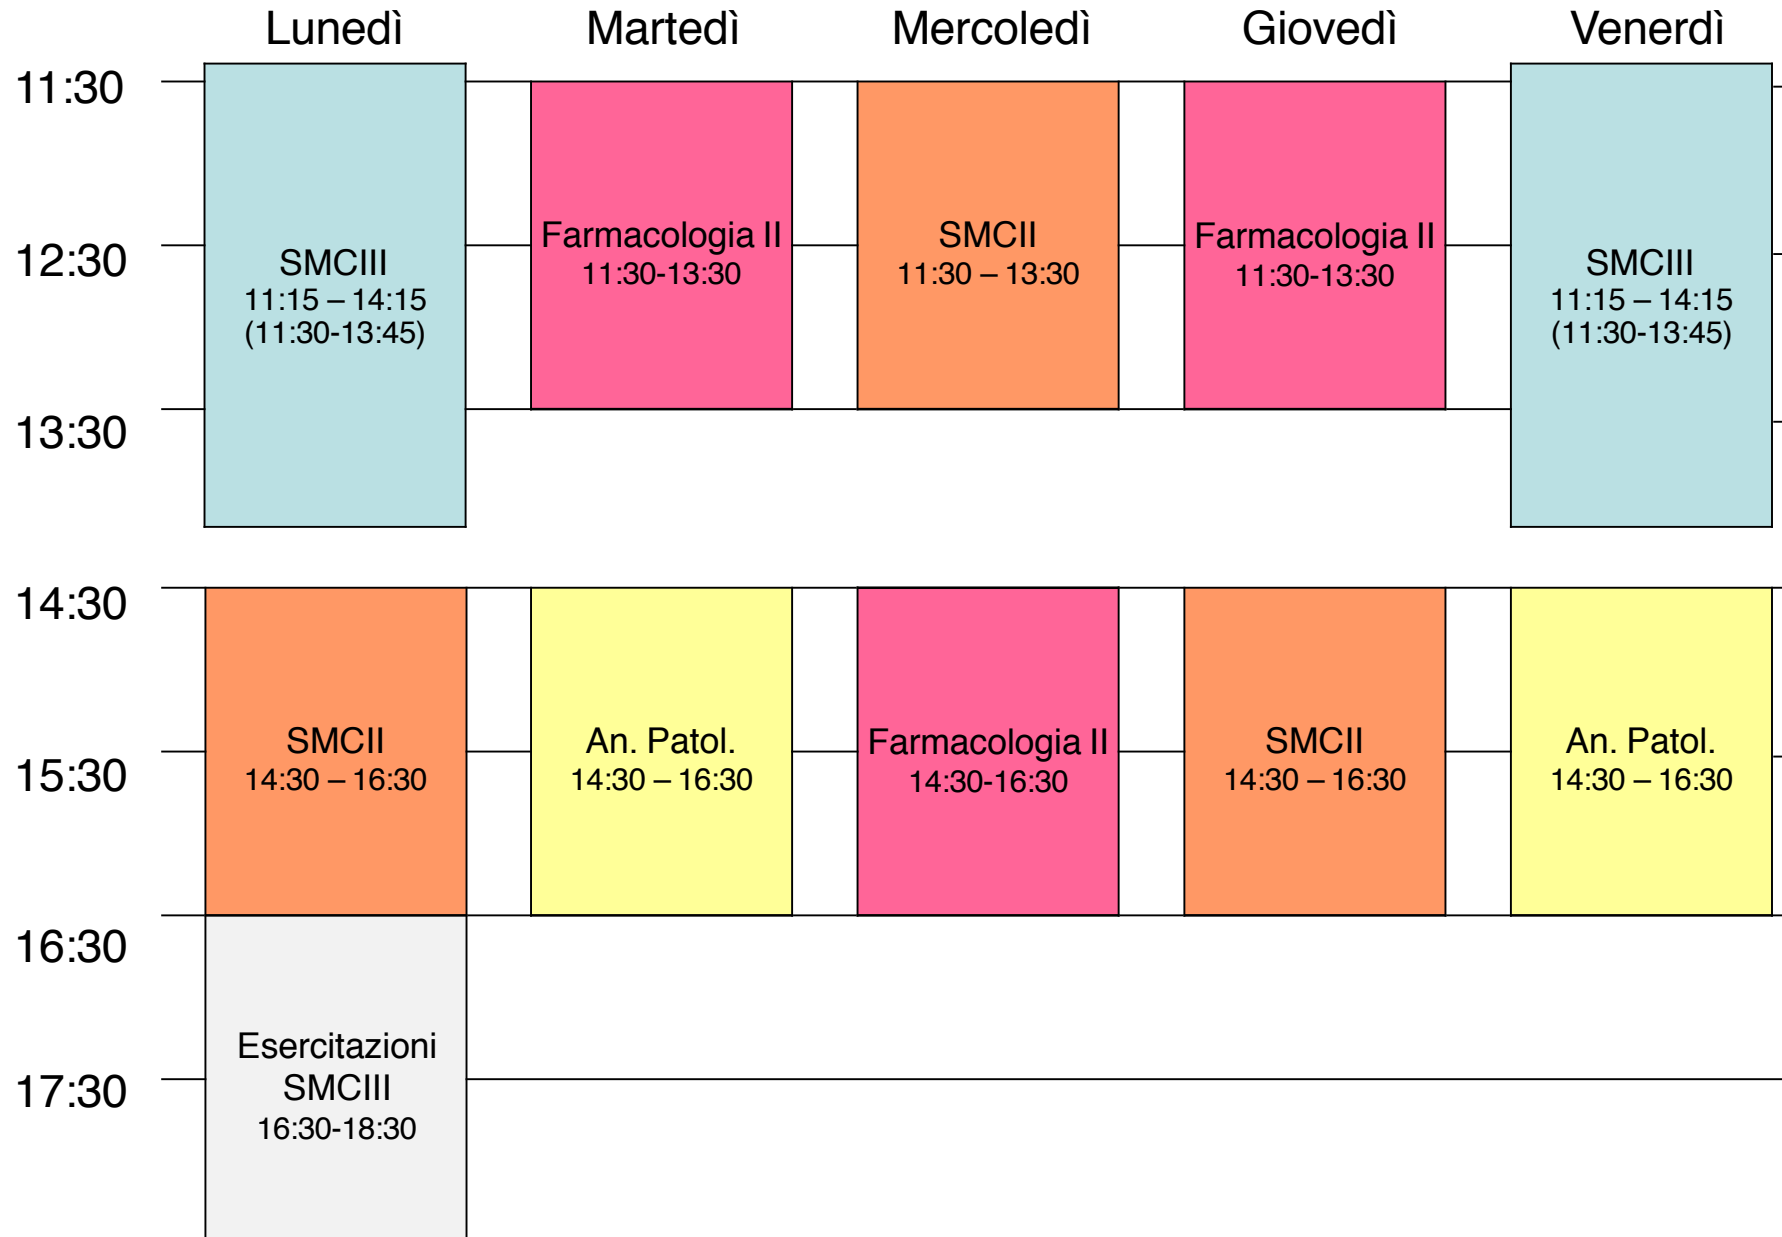 Lunedì Martedì Mercoledì Giovedì Venerdì
11:30
12:30
13:30
SMCIII
11:15 – 14:15
(11:30-13:45)
Farmacologia II
11:30-13:30
SMCII
11:30 – 13:30
Farmacologia II
11:30-13:30
SMCIII
11:15 – 14:15
(11:30-13:45)
14:30
15:30
16:30
17:30
SMCII
14:30 – 16:30
An. Patol.
14:30 – 16:30
Farmacologia II
14:30-16:30
SMCII
14:30 – 16:30
An. Patol.
14:30 – 16:30
Esercitazioni
SMCIII
16:30-18:30